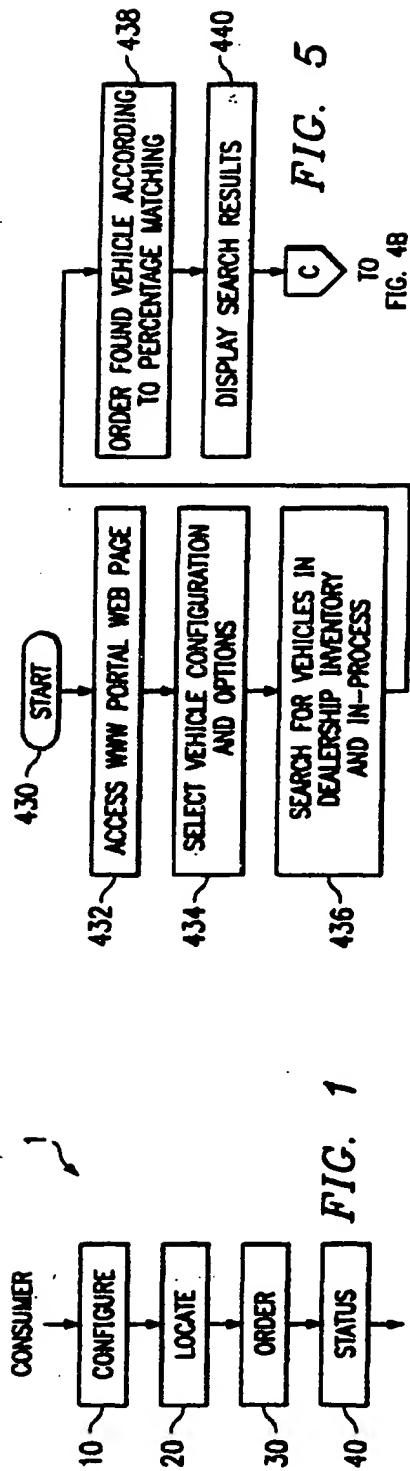 CONSUMER
1
10
CONFIGURE
20
LOCATE
30
ORDER
40
STATUS
FIG. 1
430
START
432
ACCESS WWW PORTAL WEB PAGE
434
SELECT VEHICLE CONFIGURATION
AND OPTIONS
436
SEARCH FOR VEHICLES IN
DEALERSHIP INVENTORY
AND IN-PROCESS
438
ORDER FOUND VEHICLE ACCORDING
TO PERCENTAGE MATCHING
440
DISPLAY SEARCH RESULTS
C
TO
FIG. 4B
FIG. 5